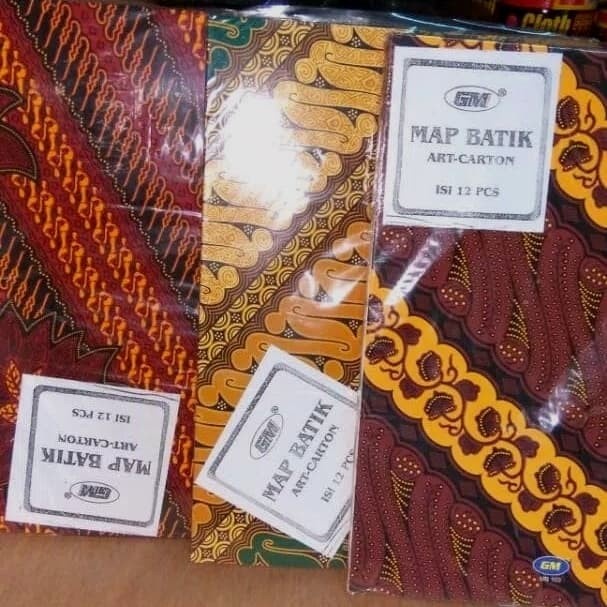 Cloth
GM ®
MAP BATIK
ART-CARTON
ISI 12 PCS
GM ®
MAP BATIK
ART-CARTON
ISI 12 PCS
GM ®
MAP BATIK
ART-CARTON
ISI 12 PCS
GM